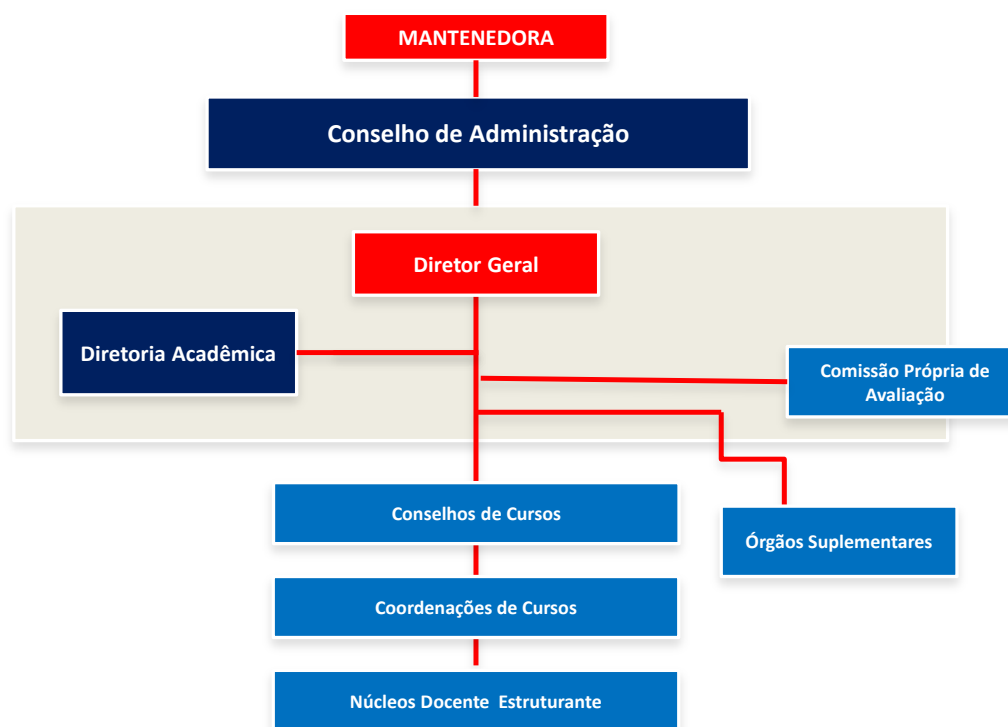 MANTENEDORA
Conselho de Administração
Diretor Geral
Diretoria Acadêmica
Comissão Própria de
Avaliação
Conselhos de Cursos
Órgãos Suplementares
Coordenações de Cursos
Núcleos Docente Estruturante